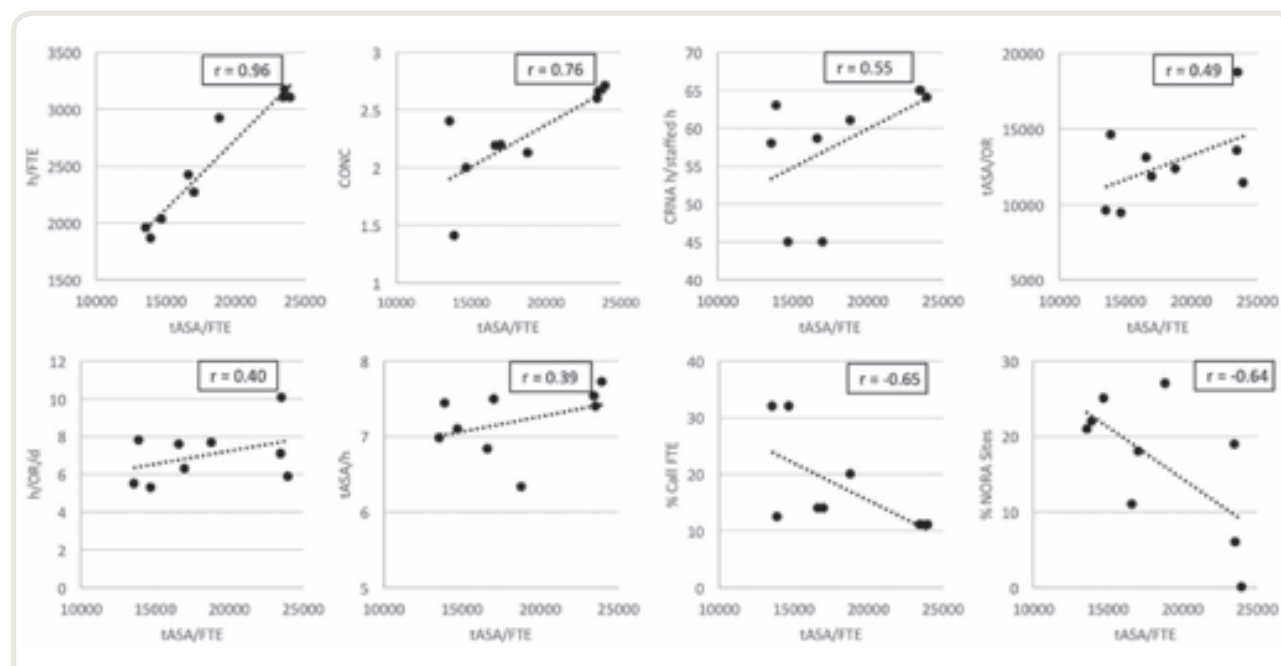 3500
3000
2500
2000
1500
h/FTE
r = 0.96
10000 15000 20000 25000
tASA/FTE
3
2.5
2
1.5
1
CONC
r = 0.76
10000 15000 20000 25000
tASA/FTE
70
65
60
55
50
45
40
CRNA h/staffed h
r = 0.55
10000 15000 20000 25000
tASA/FTE
20000
15000
10000
5000
tASA/OR
r = 0.49
10000 15000 20000 25000
tASA/FTE
12
10
8
6
4
2
0
h/OR/d
r = 0.40
10000 15000 20000 25000
tASA/FTE
8
7
6
5
tASA/h
r = 0.39
10000 15000 20000 25000
tASA/FTE
40
30
20
10
0
% Call FTE
r = -0.65
10000 15000 20000 25000
tASA/FTE
30
20
10
0
% NORA Sites
r = -0.64
10000 15000 20000 25000
tASA/FTE